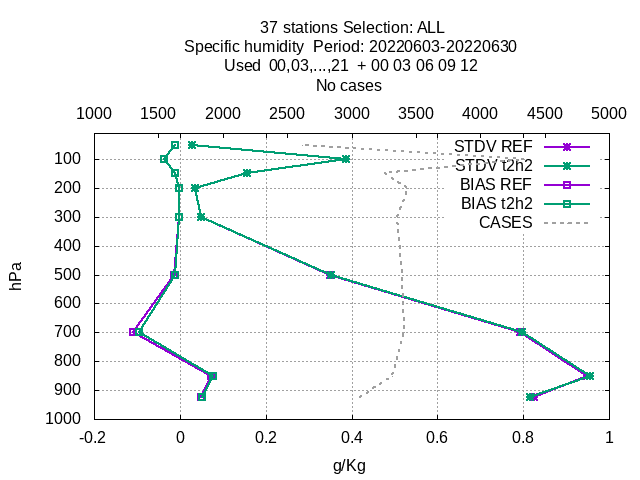 37 stations Selection: ALL
Specific humidity  Period: 20220603-20220630
Used  00,03,...,21  + 00 03 06 09 12
No cases
1000 1500 2000 2500 3000 3500 4000 4500 5000
STDV REF
STDV t2h2
BIAS REF
BIAS t2h2
CASES
hPa
100
200
300
400
500
600
700
800
900
1000
-0.2 0 0.2 0.4 0.6 0.8 1
g/Kg